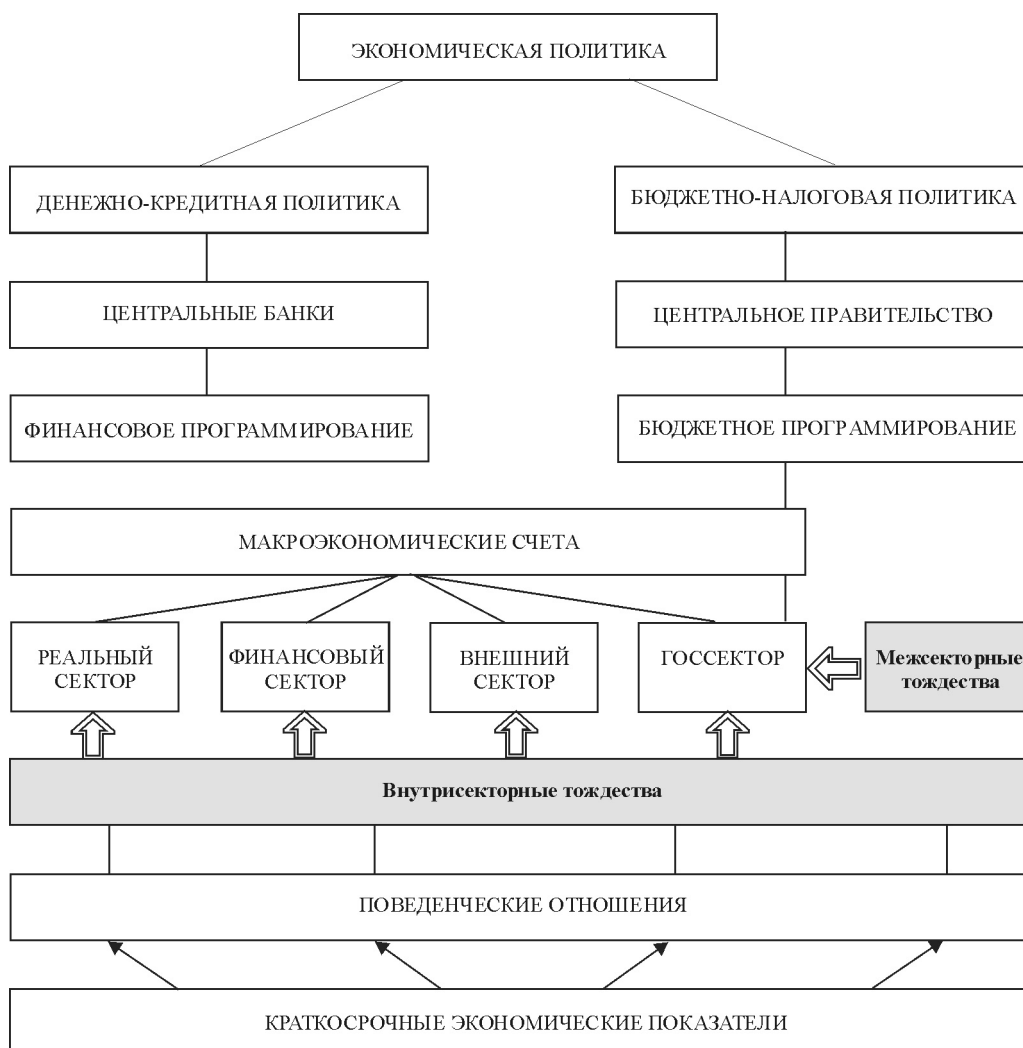 ЭКОНОМИЧЕСКАЯ ПОЛИТИКА
ДЕНЕЖНО-КРЕДИТНАЯ ПОЛИТИКА
БЮДЖЕТНО-НАЛОГОВАЯ ПОЛИТИКА
ЦЕНТРАЛЬНЫЕ БАНКИ
ЦЕНТРАЛЬНОЕ ПРАВИТЕЛЬСТВО
ФИНАНСОВОЕ ПРОГРАММИРОВАНИЕ
БЮДЖЕТНОЕ ПРОГРАММИРОВАНИЕ
МАКРОЭКОНОМИЧЕСКИЕ СЧЕТА
РЕАЛЬНЫЙ
СЕКТОР
ФИНАНСОВЫЙ
СЕКТОР
ВНЕШНИЙ
СЕКТОР
ГОССЕКТОР
Межсекторные
тождества
Внутрисекторные тождества
ПОВЕДЕНЧЕСКИЕ ОТНОШЕНИЯ
КРАТКОСРОЧНЫЕ ЭКОНОМИЧЕСКИЕ ПОКАЗАТЕЛИ